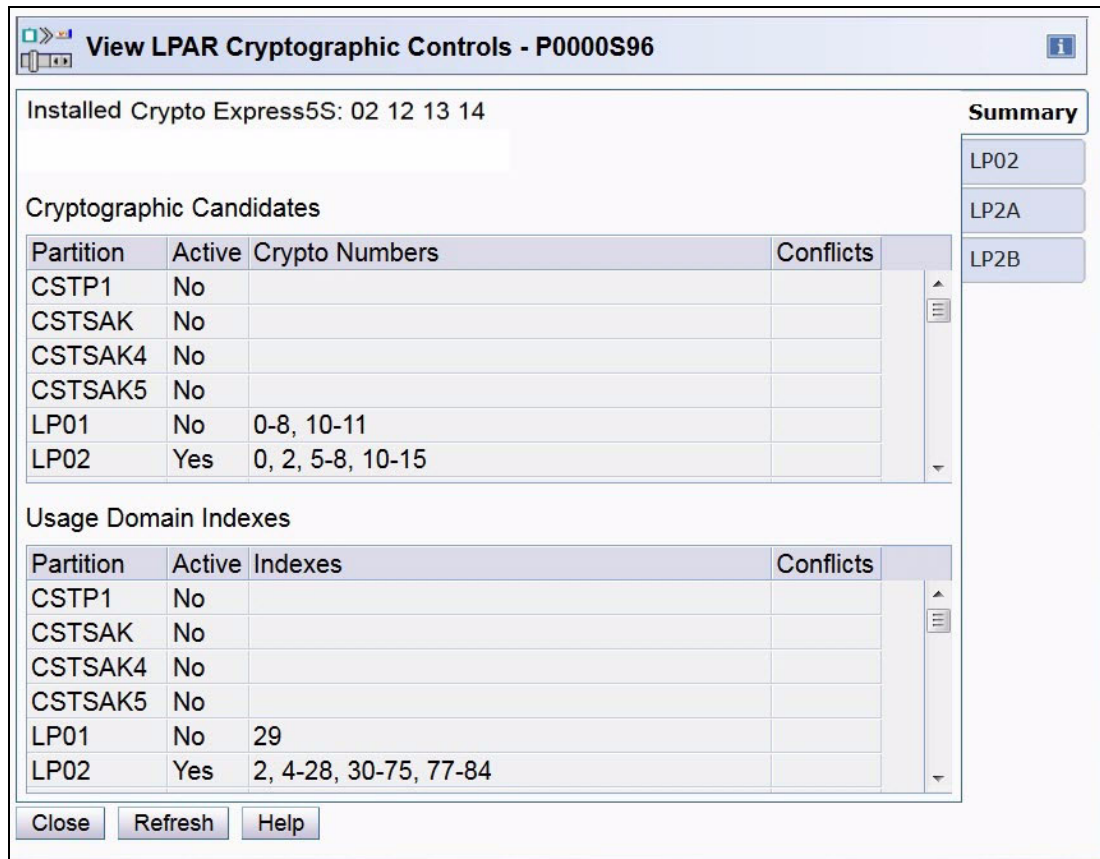 View LPAR Cryptographic Controls - P0000S96
Installed Crypto Express5S: 02 12 13 14
Summary
LP02
LP2A
LP2B
Cryptographic Candidates
Partition Active Crypto Numbers Conflicts
CSTP1 No
CSTSAK No
CSTSAK4 No
CSTSAK5 No
LP01 No 0-8, 10-11
LP02 Yes 0, 2, 5-8, 10-15
Usage Domain Indexes
Partition Active Indexes Conflicts
CSTP1 No
CSTSAK No
CSTSAK4 No
CSTSAK5 No
LP01 No 29
LP02 Yes 2, 4-28, 30-75, 77-84
Close Refresh Help